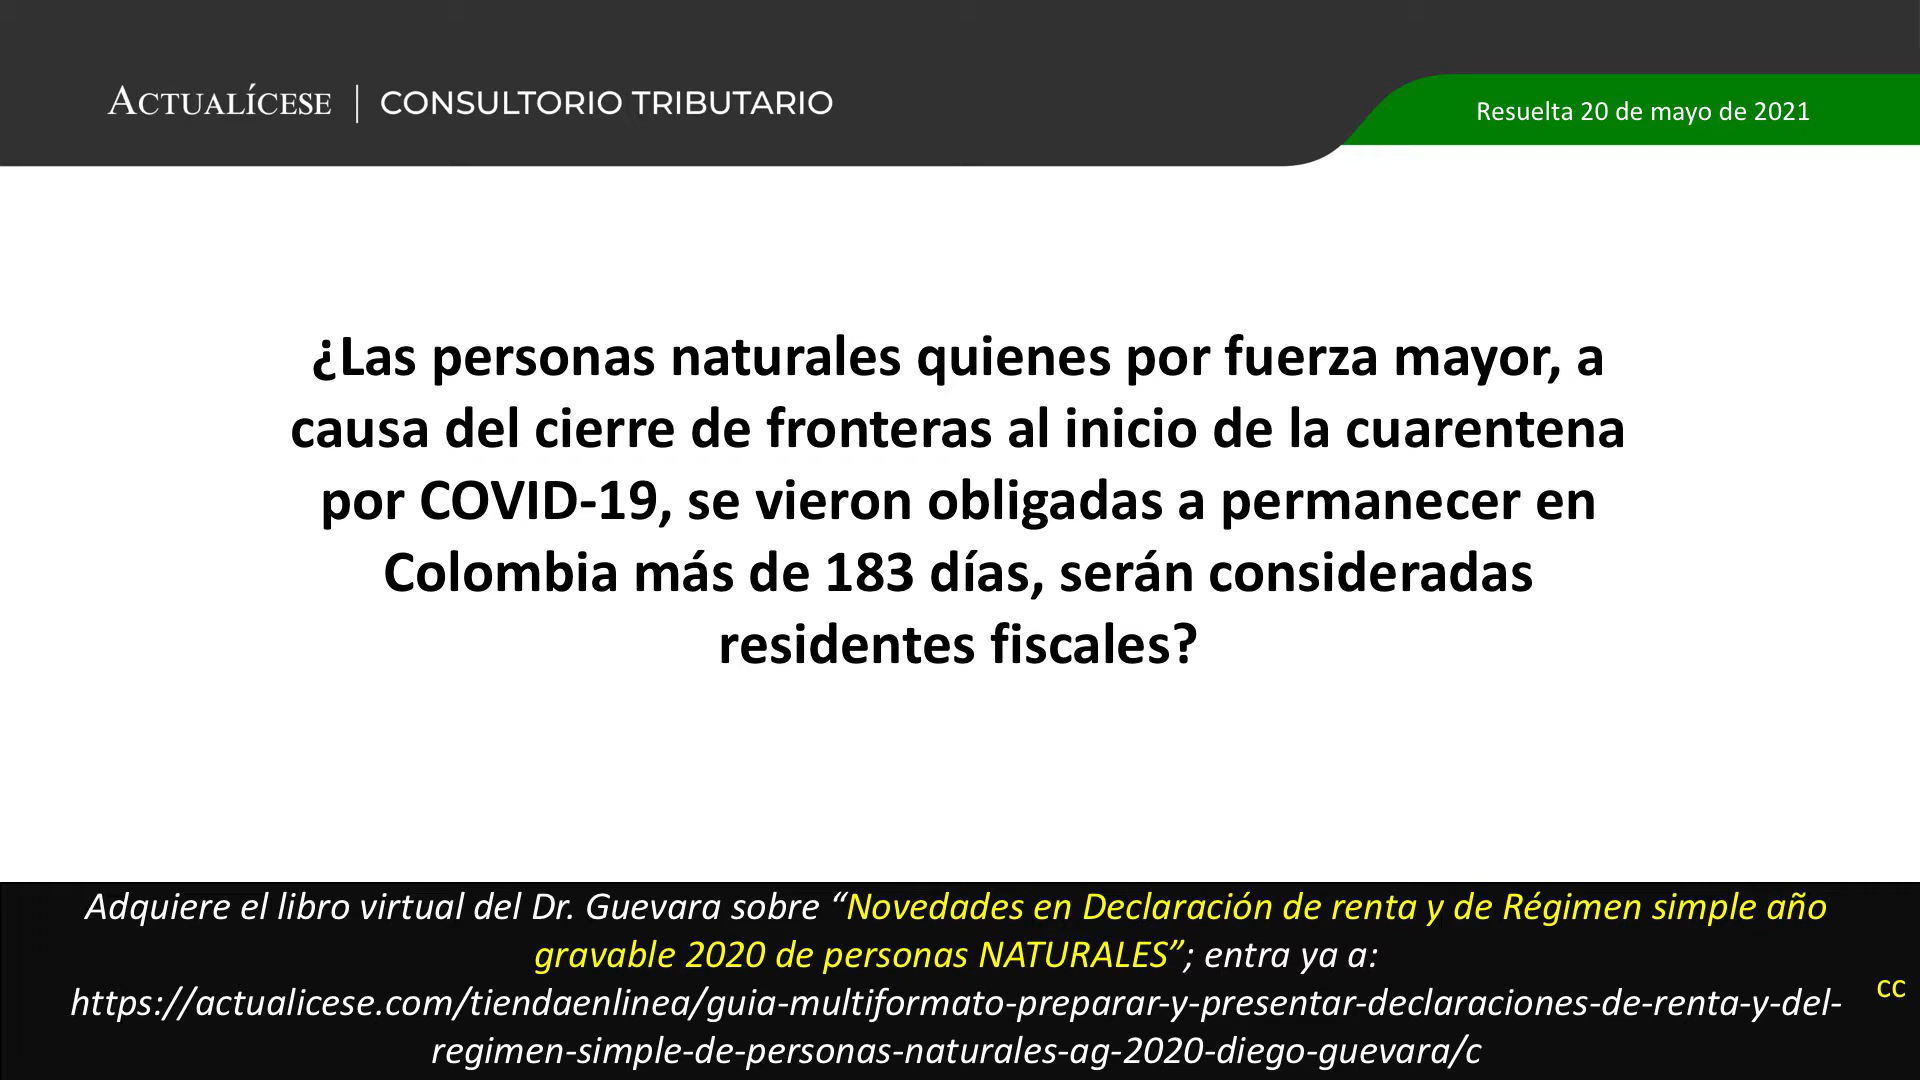 ACTUALÍCESE | CONSULTORIO TRIBUTARIO
Resuelta 20 de mayo de 2021
¿Las personas naturales quienes por fuerza mayor, a
causa del cierre de fronteras al inicio de la cuarentena
por COVID-19, se vieron obligadas a permanecer en
Colombia más de 183 días, serán consideradas
residentes fiscales?
Adquiere el libro virtual del Dr. Guevara sobre “Novedades en Declaración de renta y de Régimen simple año
gravable 2020 de personas NATURALES”; entra ya a:
https://actualicese.com/tiendaenlinea/guia-multiformato-preparar-y-presentar-declaraciones-de-renta-y-del-
regimen-simple-de-personas-naturales-ag-2020-diego-guevara/c
cc